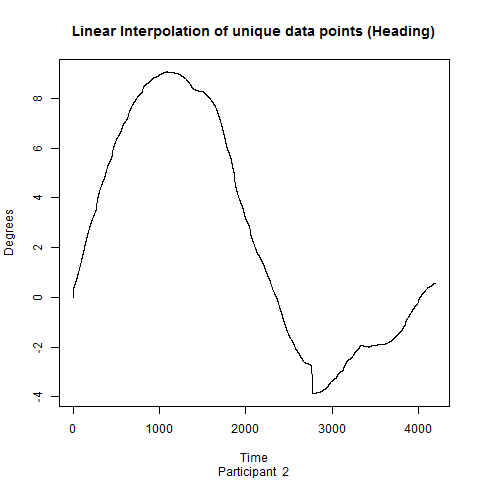 Linear Interpolation of unique data points (Heading)
Degrees
8
6
4
2
0
-2
-4
0 1000 2000 3000 4000
Time
Participant 2